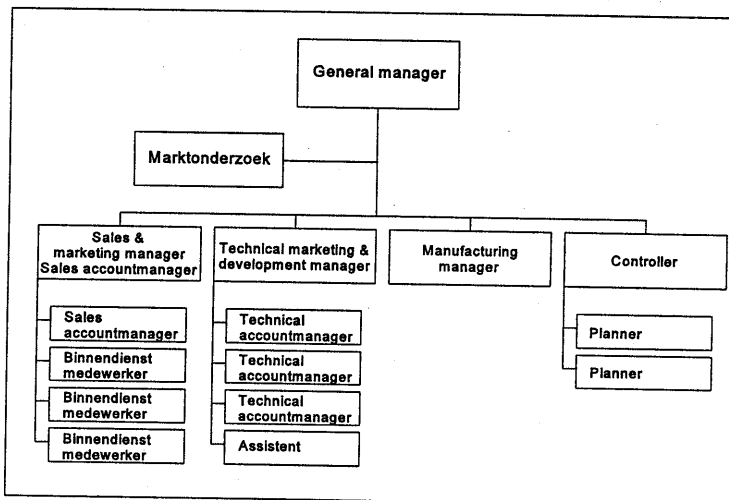 General manager
Marktonderzoek
Sales &
marketing manager
Sales accountmanager
Technical marketing &
development manager
Manufacturing
manager
Controller
Sales
accountmanager
Binnendienst
medewerker
Binnendienst
medewerker
Binnendienst
medewerker
Technical
accountmanager
Technical
accountmanager
Technical
accountmanager
Assistent
Planner
Planner